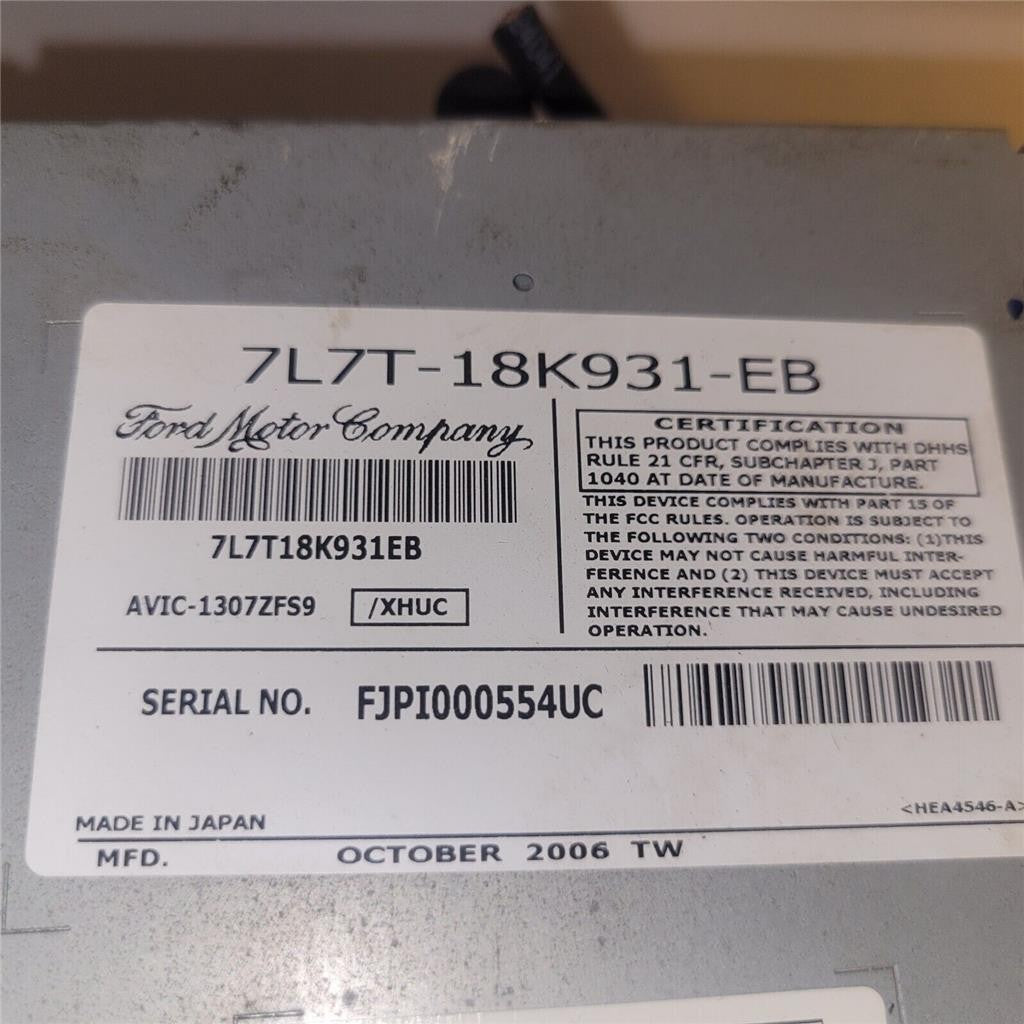 7L7T-18K931-EB
Ford Motor Company
7L7T18K931EB
AVIC-1307ZFS9 /XHUC
CERTIFICATION
THIS PRODUCT COMPLIES WITH DHHS
RULE 21 CFR, SUBCHAPTER J, PART
1040 AT DATE OF MANUFACTURE.
THIS DEVICE COMPLIES WITH PART 15 OF
THE FCC RULES. OPERATION IS SUBJECT TO
THE FOLLOWING TWO CONDITIONS: (1)THIS
DEVICE MAY NOT CAUSE HARMFUL INTER-
FERENCE AND (2) THIS DEVICE MUST ACCEPT
ANY INTERFERENCE RECEIVED, INCLUDING
INTERFERENCE THAT MAY CAUSE UNDESIRED
OPERATION.
SERIAL NO. FJPI000554UC
<HEA4546-A>
MADE IN JAPAN
MFD. OCTOBER 2006 TW